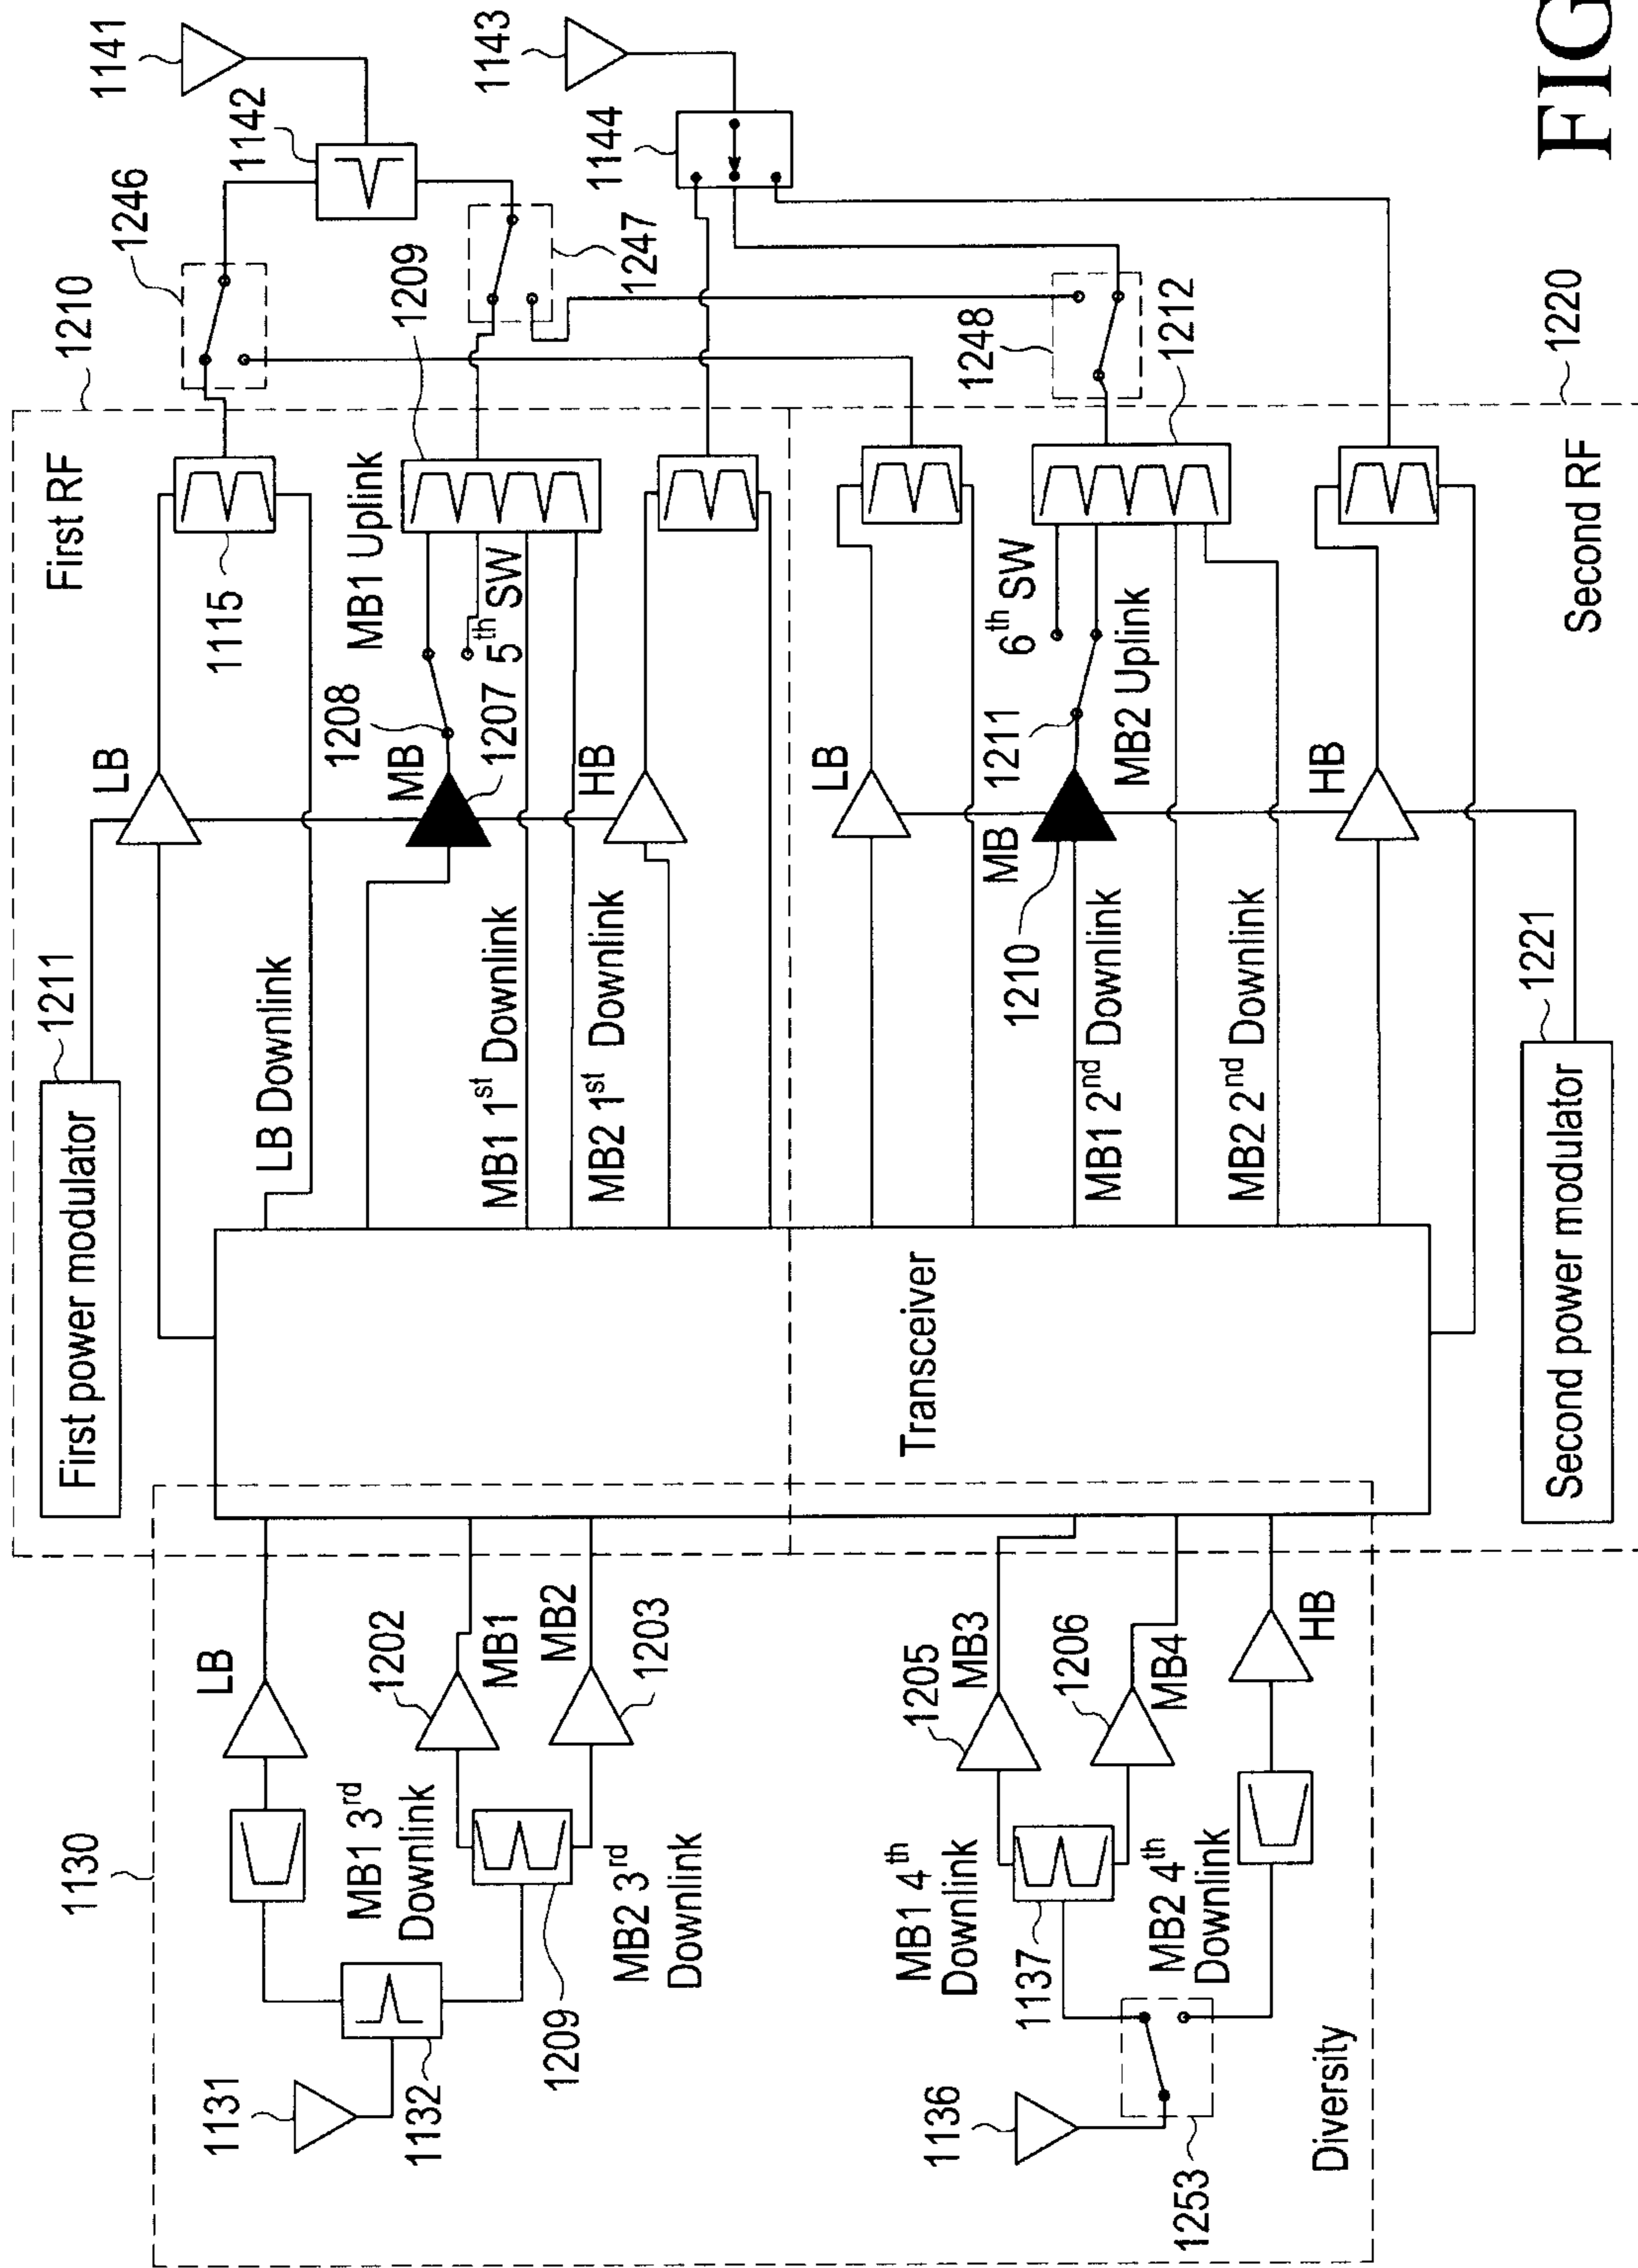 1130
1131
1132
LB
MB1 3rd
Downlink
1202
MB1
MB2
1203
1209
MB2 3rd
Downlink
1136
1253
1137
MB1 4th
Downlink
MB2 4th
Downlink
1205
MB3
1206
MB4
HB
Diversity
First power modulator
1211
LB Downlink
MB1 1st Downlink
MB2 1st Downlink
Transceiver
MB1 2nd Downlink
MB2 2nd Downlink
1210
Second power modulator
1221
First RF
LB
1115
MB
1208
1207
MB1 Uplink
5th SW
HB
1209
1210
1246
1142
1141
1247
1144
1143
LB
MB
1211
6th SW
MB2 Uplink
HB
1248
1212
1220
Second RF
FIG